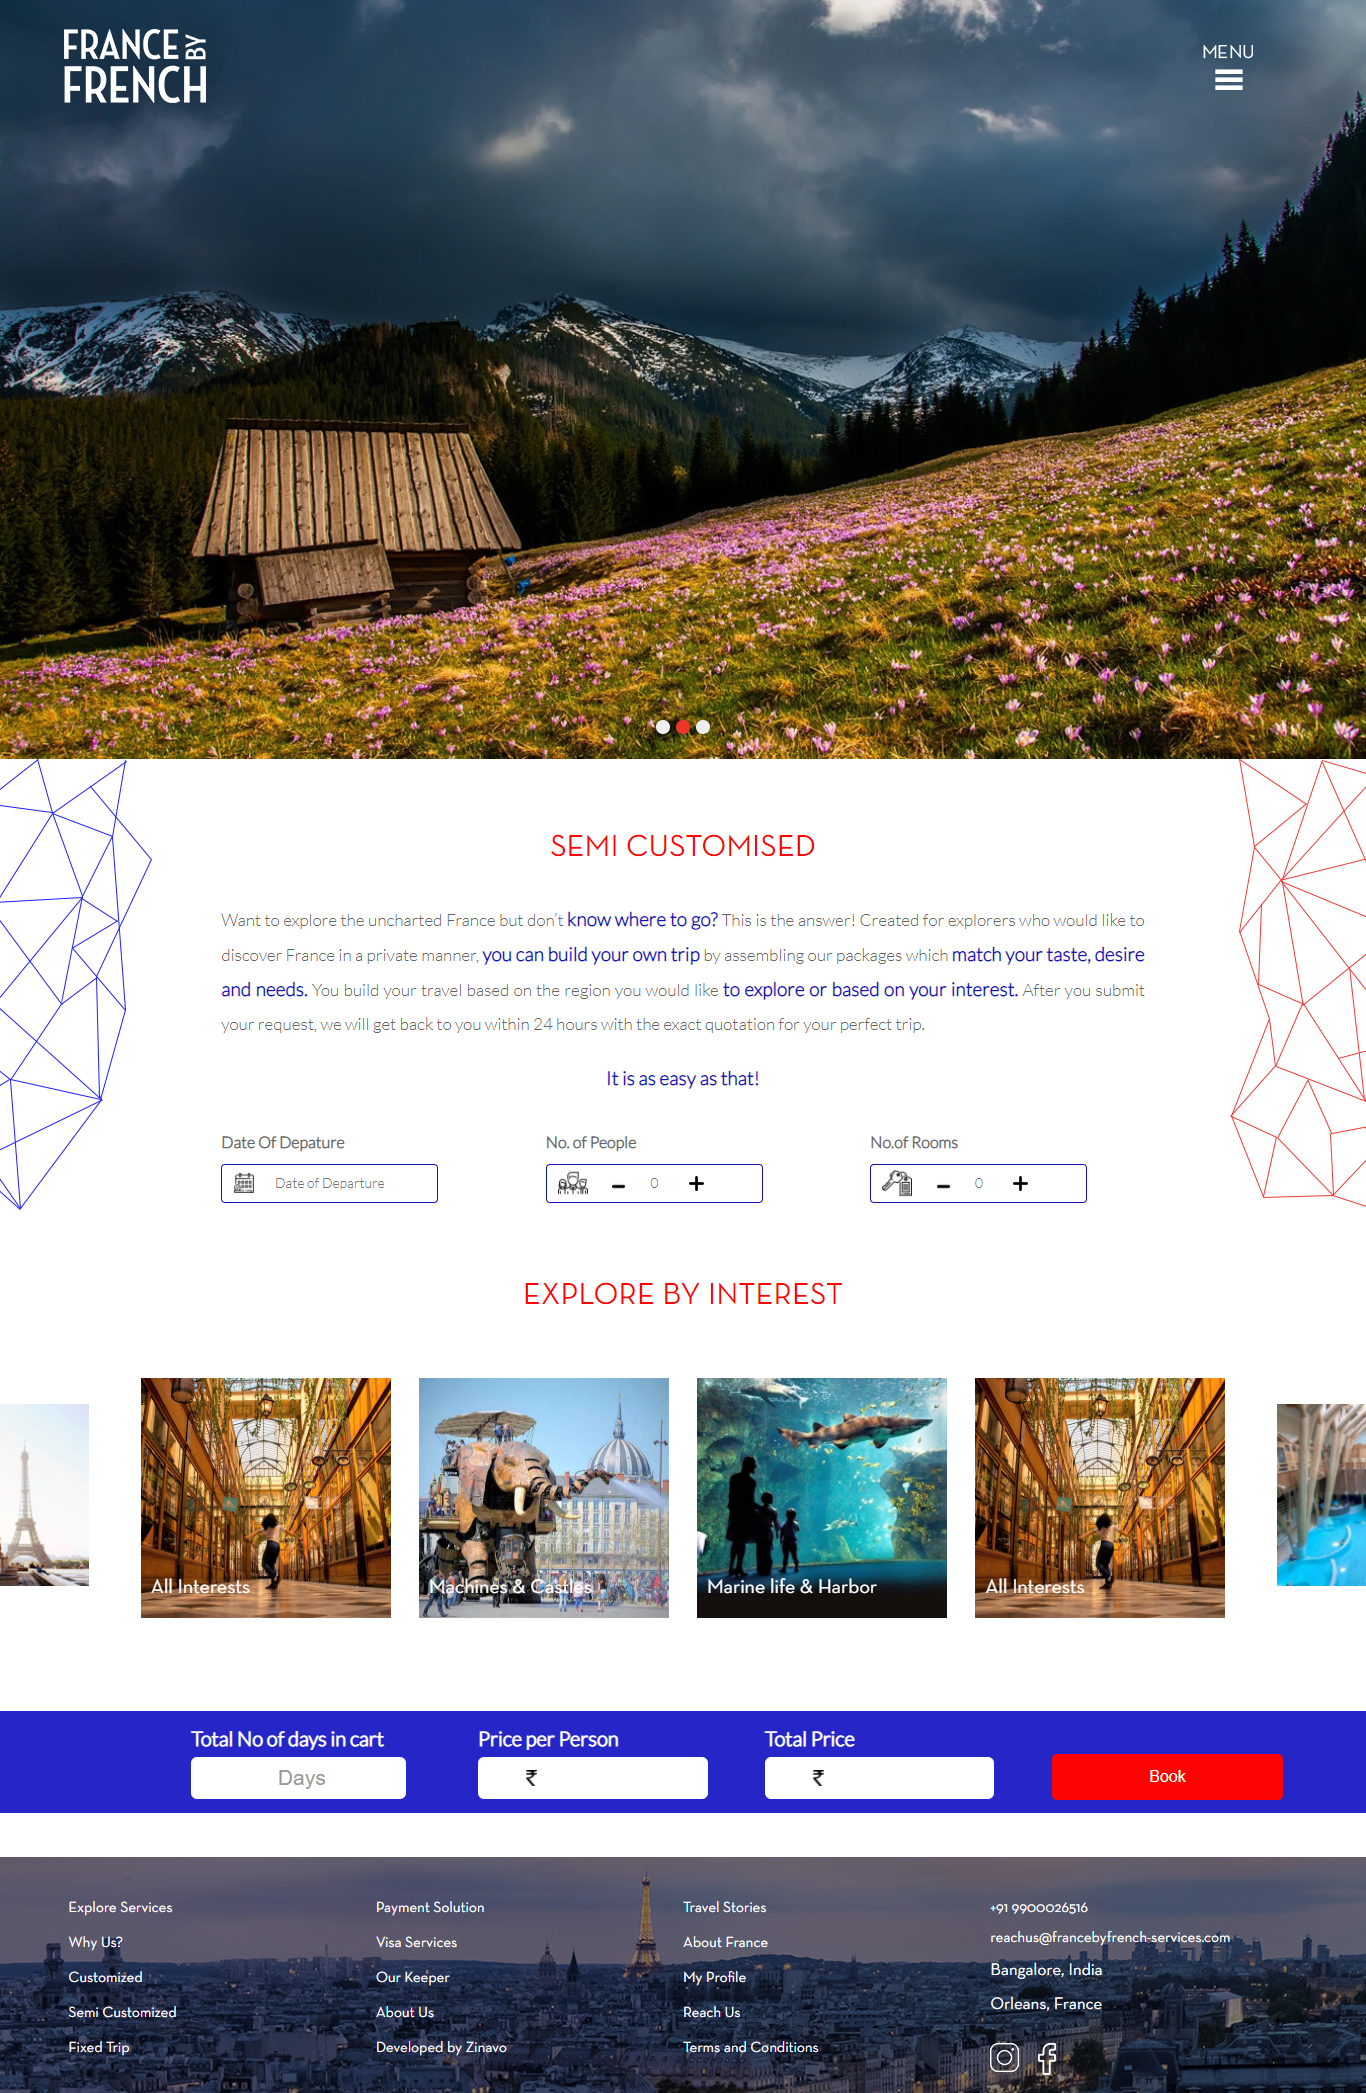 FRANCE BY
FRENCH
MENU
SEMI CUSTOMISED
Want to explore the uncharted France but don't know where to go? This is the answer! Created for explorers who would like to
discover France in a private manner, you can build your own trip by assembling our packages which match your taste, desire
and needs. You build your travel based on the region you would like to explore or based on your interest. After you submit
your request, we will get back to you within 24 hours with the exact quotation for your perfect trip.
It is as easy as that!
Date Of Depature
No. of People
No.of Rooms
Date of Departure
0
0
EXPLORE BY INTEREST
All Interests
Machines & Castles
Marine life & Harbor
All Interests
Total No of days in cart
Price per Person
Total Price
Days
₹
₹
Book
Explore Services
Why Us?
Customized
Semi Customized
Fixed Trip
Payment Solution
Visa Services
Our Keeper
About Us
Developed by Zinavo
Travel Stories
About France
My Profile
Reach Us
Terms and Conditions
+91 9900026516
reachus@francebyfrench-services.com
Bangalore, India
Orleans, France